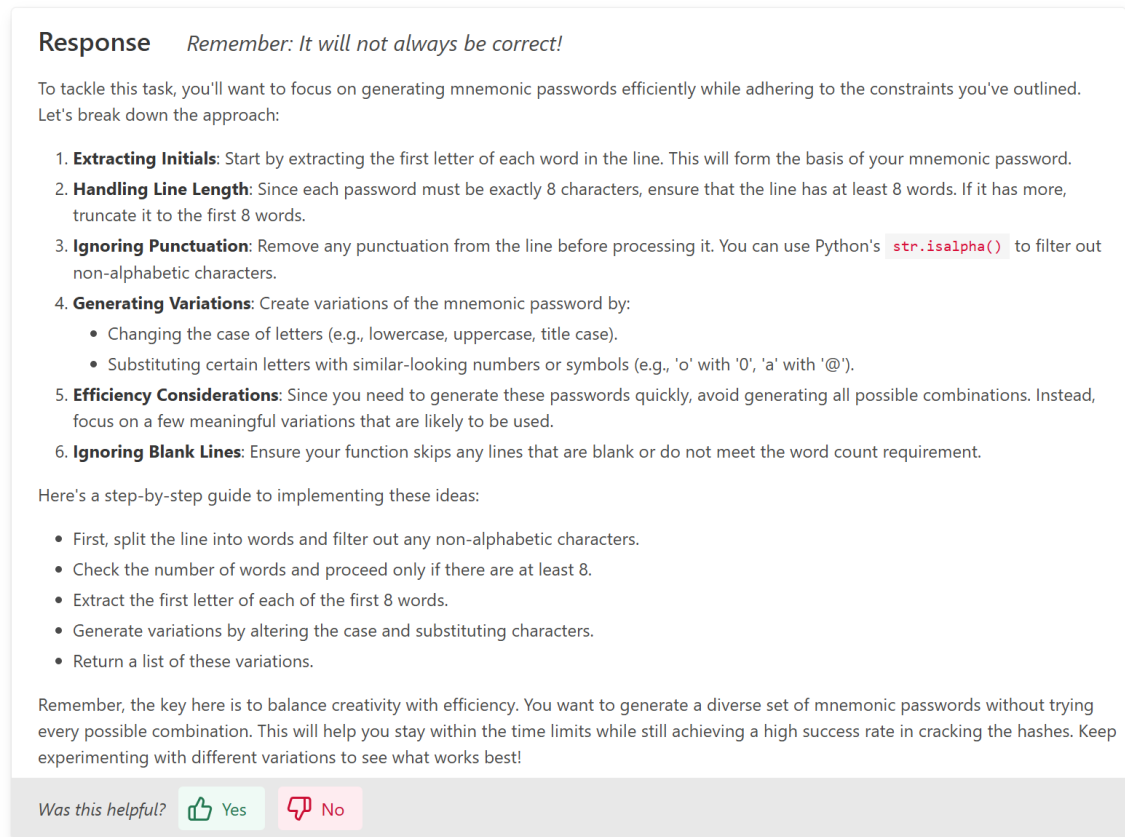 Response Remember: It will not always be correct!
To tackle this task, you'll want to focus on generating mnemonic passwords efficiently while adhering to the constraints you've outlined.
Let's break down the approach:
1. Extracting Initials: Start by extracting the first letter of each word in the line. This will form the basis of your mnemonic password.
2. Handling Line Length: Since each password must be exactly 8 characters, ensure that the line has at least 8 words. If it has more,
truncate it to the first 8 words.
3. Ignoring Punctuation: Remove any punctuation from the line before processing it. You can use Python's str.isalpha() to filter out
non-alphabetic characters.
4. Generating Variations: Create variations of the mnemonic password by:
• Changing the case of letters (e.g., lowercase, uppercase, title case).
• Substituting certain letters with similar-looking numbers or symbols (e.g., 'o' with '0', 'a' with '@').
5. Efficiency Considerations: Since you need to generate these passwords quickly, avoid generating all possible combinations. Instead,
focus on a few meaningful variations that are likely to be used.
6. Ignoring Blank Lines: Ensure your function skips any lines that are blank or do not meet the word count requirement.
Here's a step-by-step guide to implementing these ideas:
• First, split the line into words and filter out any non-alphabetic characters.
• Check the number of words and proceed only if there are at least 8.
• Extract the first letter of each of the first 8 words.
• Generate variations by altering the case and substituting characters.
• Return a list of these variations.
Remember, the key here is to balance creativity with efficiency. You want to generate a diverse set of mnemonic passwords without trying
every possible combination. This will help you stay within the time limits while still achieving a high success rate in cracking the hashes. Keep
experimenting with different variations to see what works best!
Was this helpful? Yes No